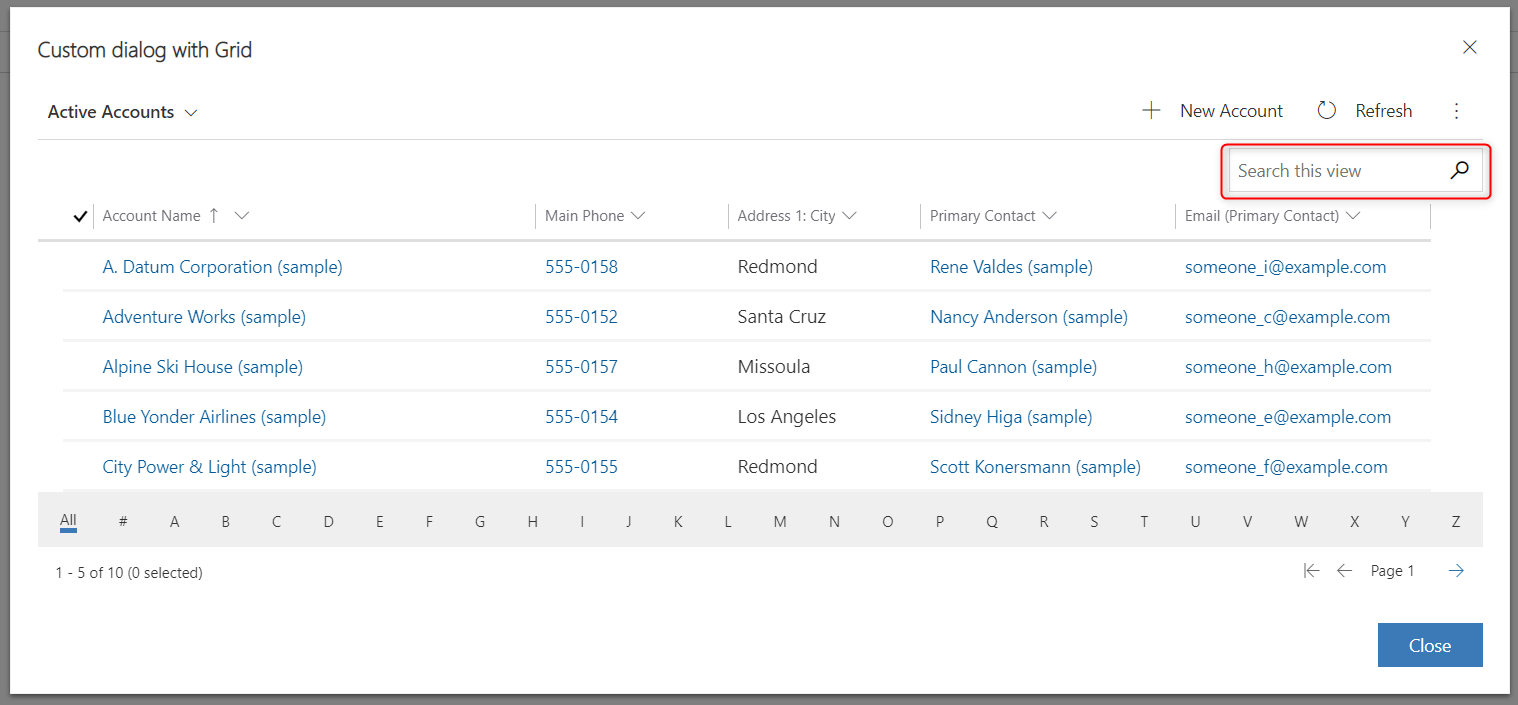 Custom dialog with Grid
Active Accounts New Account Refresh
Search this view
Account Name Main Phone Address 1: City Primary Contact Email (Primary Contact)
A. Datum Corporation (sample) 555-0158 Redmond Rene Valdes (sample) someone_i@example.com
Adventure Works (sample) 555-0152 Santa Cruz Nancy Anderson (sample) someone_c@example.com
Alpine Ski House (sample) 555-0157 Missoula Paul Cannon (sample) someone_h@example.com
Blue Yonder Airlines (sample) 555-0154 Los Angeles Sidney Higa (sample) someone_e@example.com
City Power & Light (sample) 555-0155 Redmond Scott Konersmann (sample) someone_f@example.com
All # A B C D E F G H I J K L M N O P Q R S T U V W X Y Z
1 - 5 of 10 (0 selected) Page 1
Close